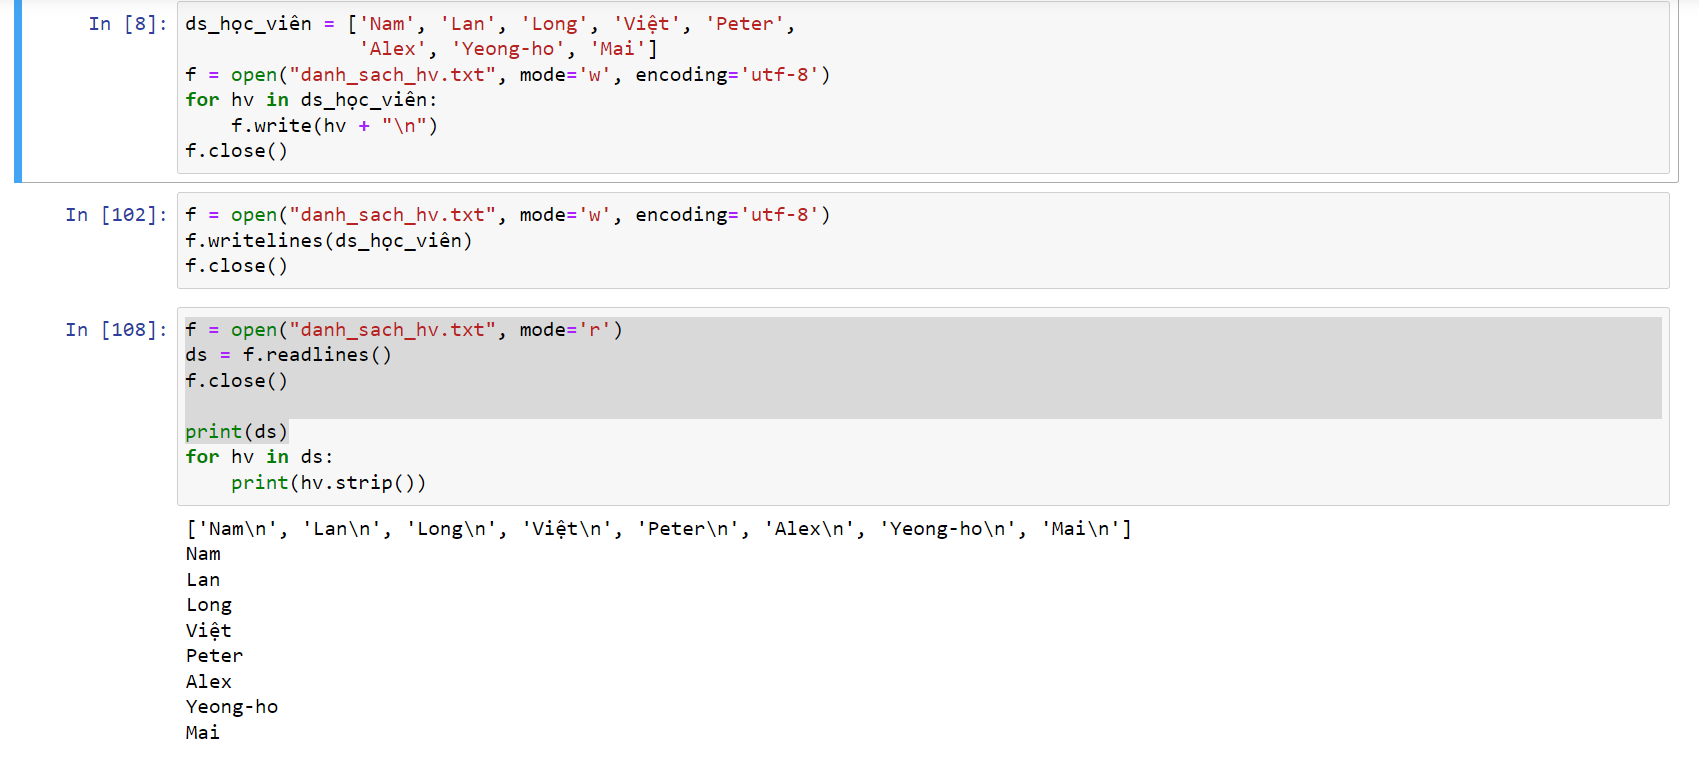 In [8]: ds_học_viên = ['Nam', 'Lan', 'Long', 'Việt', 'Peter',
'Alex', 'Yeong-ho', 'Mai']
f = open("danh_sach_hv.txt", mode='w', encoding='utf-8')
for hv in ds_học_viên:
    f.write(hv + "\n")
f.close()
In [102]: f = open("danh_sach_hv.txt", mode='w', encoding='utf-8')
f.writelines(ds_học_viên)
f.close()
In [108]: f = open("danh_sach_hv.txt", mode='r')
ds = f.readlines()
f.close()
print(ds)
for hv in ds:
    print(hv.strip())
['Nam\n', 'Lan\n', 'Long\n', 'Việt\n', 'Peter\n', 'Alex\n', 'Yeong-ho\n', 'Mai\n']
Nam
Lan
Long
Việt
Peter
Alex
Yeong-ho
Mai